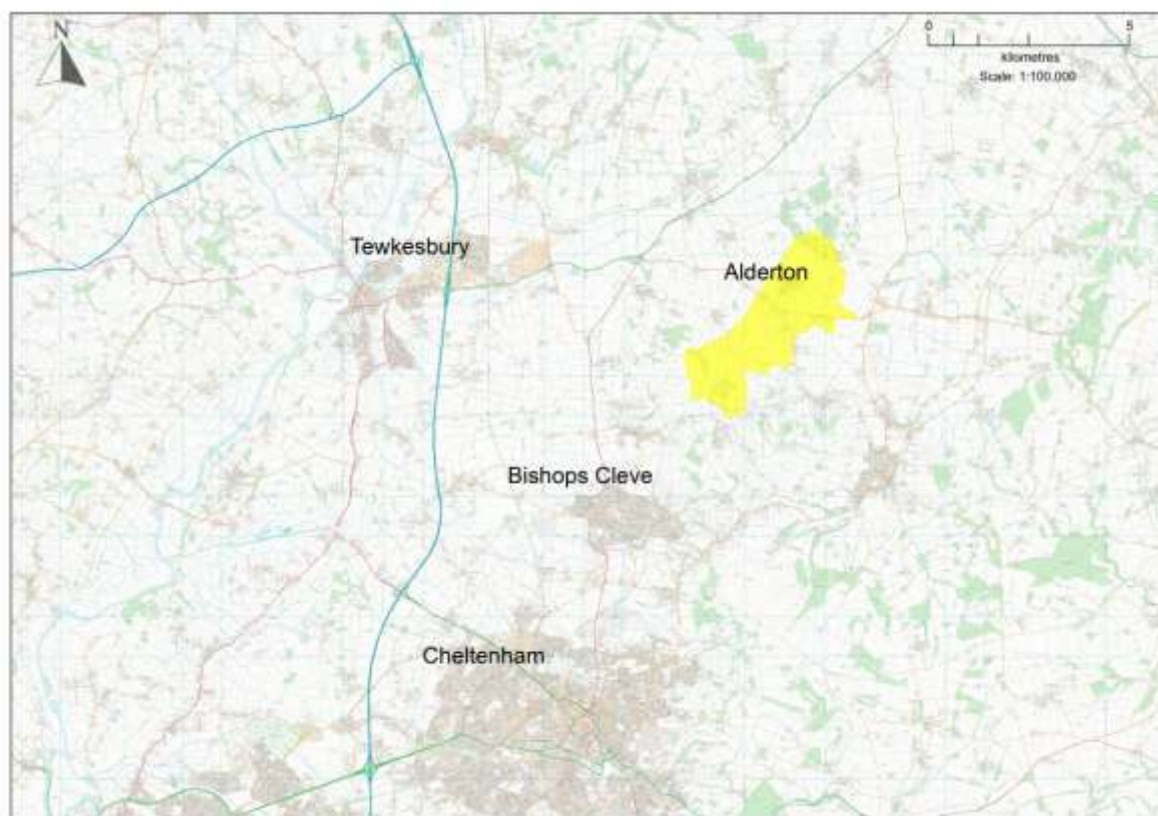 N
0 5
kilometres
Scale: 1:100,000
Tewkesbury
Alderton
Bishops Cleve
Cheltenham